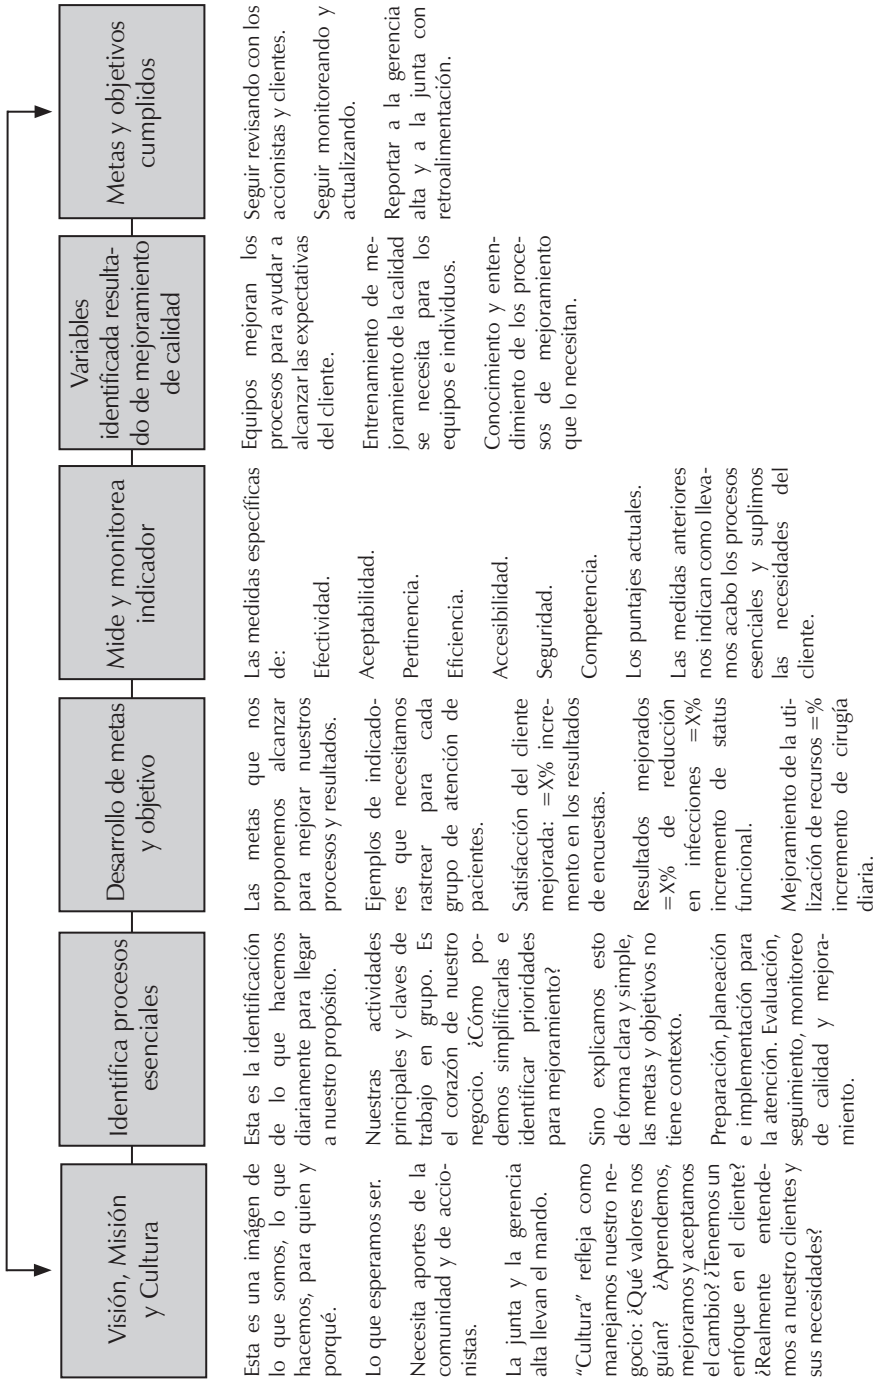 Visión, Misión
y Cultura
Esta es una imágen de
lo que somos, lo que
hacemos, para quien y
porqué.
Lo que esperamos ser.
Necesita aportes de la
comunidad y de accio-
nistas.
La junta y la gerencia
alta llevan el mando.
"Cultura" refleja como
manejamos nuestro ne-
gocio: ¿Qué valores nos
guían? ¿Aprendemos,
mejoramos y aceptamos
el cambio? ¿Tenemos un
enfoque en el cliente?
¿Realmente entende-
mos a nuestro clientes y
sus necesidades?
Identifica procesos
esenciales
Esta es la identificación
de lo que hacemos
diariamente para llegar
a nuestro propósito.
Nuestras actividades
principales y claves de
trabajo en grupo. Es
el corazón de nuestro
negocio. ¿Cómo po-
demos simplificarlas e
identificar prioridades
para mejoramiento?
Sino explicamos esto
de forma clara y simple,
las metas y objetivos no
tiene contexto.
Preparación, planeación
e implementación para
la atención. Evaluación,
seguimiento, monitoreo
de calidad y mejora-
miento.
Desarrollo de metas
y objetivo
Las metas que nos
proponemos alcanzar
para mejorar nuestros
procesos y resultados.
Ejemplos de indicado-
res que necesitamos
rastrear para cada
grupo de atención de
pacientes.
Satisfacción del cliente
mejorada: =X% incre-
mento en los resultados
de encuestas.
Resultados mejorados
=X% de reducción
en infecciones =X%
incremento de status
funcional.
Mejoramiento de la uti-
lización de recursos =%
incremento de cirugía
diaria.
Mide y monitorea
indicador
Las medidas específicas
de:
Efectividad.
Aceptabilidad.
Pertinencia.
Eficiencia.
Accesibilidad.
Seguridad.
Competencia.
Los puntajes actuales.
Las medidas anteriores
nos indican como lleva-
mos acabo los procesos
esenciales y suplimos
las necesidades del
cliente.
Variables
identificada resulta-
do de mejoramiento
de calidad
Equipos mejoran los
procesos para ayudar a
alcanzar las expectativas
del cliente.
Entrenamiento de me-
joramiento de la calidad
se necesita para los
equipos e individuos.
Conocimiento y enten-
dimiento de los proce-
sos de mejoramiento
que lo necesitan.
Metas y objetivos
cumplidos
Seguir revisando con los
accionistas y clientes.
Seguir monitoreando y
actualizando.
Reportar a la gerencia
alta y a la junta con
retroalimentación.